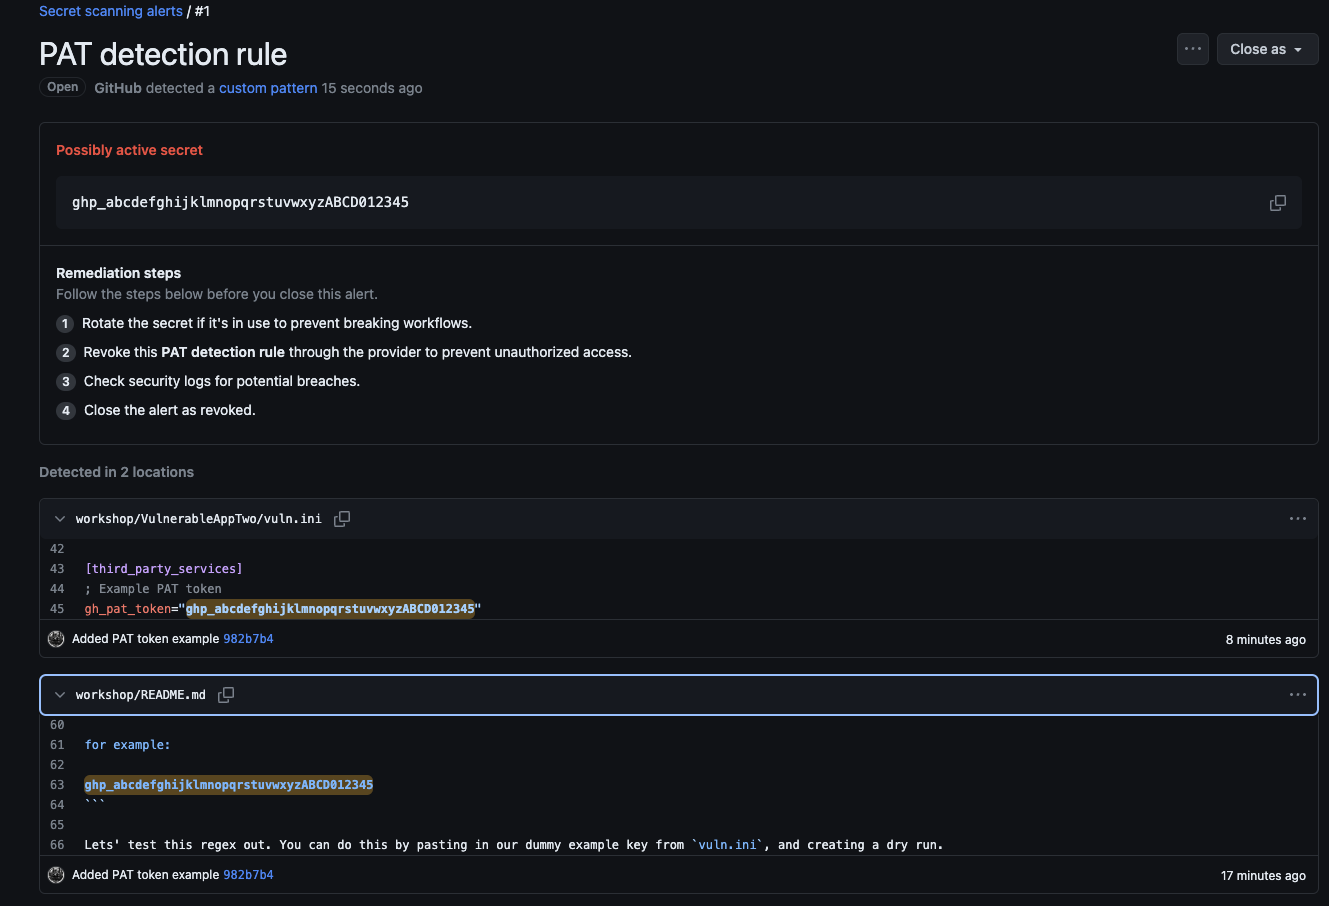 Secret scanning alerts / #1
PAT detection rule
Close as
Open GitHub detected a custom pattern 15 seconds ago
Possibly active secret
ghp_abcdefghijklmnopqrstuvwxyzABCD012345
Remediation steps
Follow the steps below before you close this alert.
1 Rotate the secret if it's in use to prevent breaking workflows.
2 Revoke this PAT detection rule through the provider to prevent unauthorized access.
3 Check security logs for potential breaches.
4 Close the alert as revoked.
Detected in 2 locations
workshop/VulnerableAppTwo/vuln.ini
42
43 [third_party_services]
44 ; Example PAT token
45 gh_pat_token="ghp_abcdefghijklmnopqrstuvwxyzABCD012345"
Added PAT token example 982b7b4 8 minutes ago
workshop/README.md
60
61 for example:
62
63 ghp_abcdefghijklmnopqrstuvwxyzABCD012345
64 ```
65
66 Lets' test this regex out. You can do this by pasting in our dummy example key from `vuln.ini`, and creating a dry run.
Added PAT token example 982b7b4 17 minutes ago